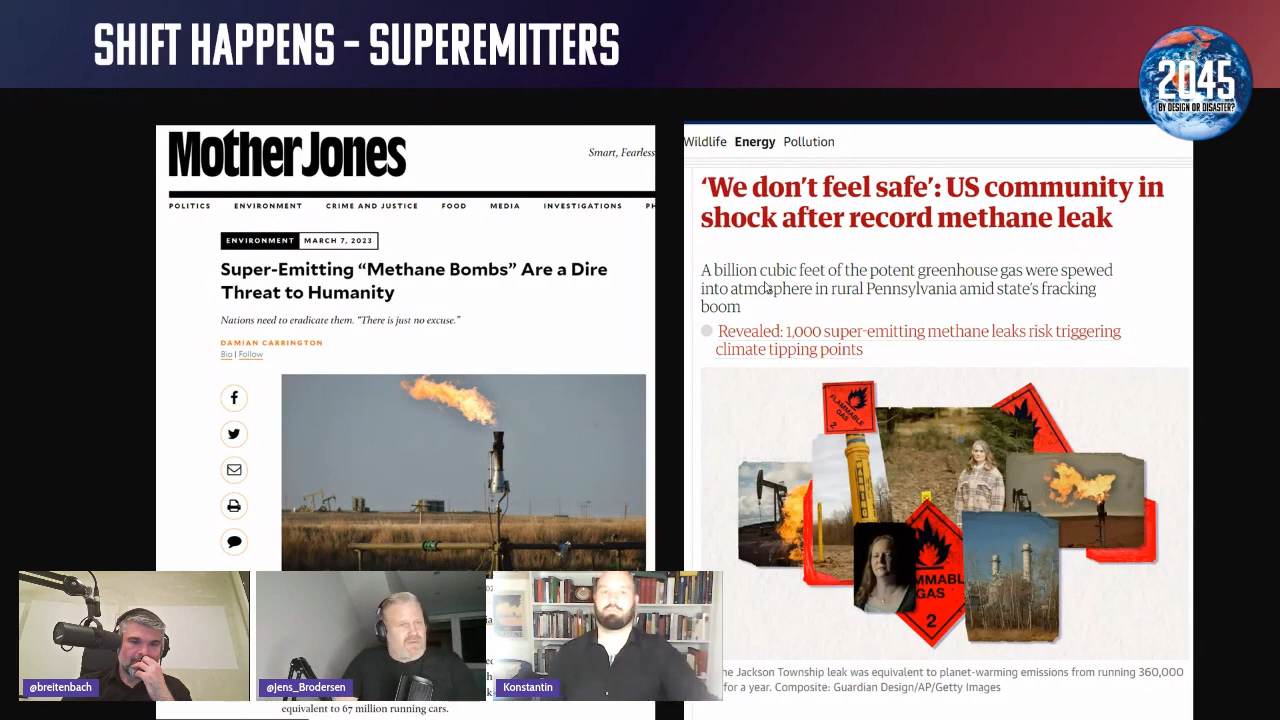 SHIFT HAPPENS - SUPEREMITTERS
2045
BY DESIGN OR DISASTER?
Mother Jones
Smart, Fearless
POLITICS ENVIRONMENT CRIME AND JUSTICE FOOD MEDIA INVESTIGATIONS
ENVIRONMENT MARCH 7, 2023
Super-Emitting “Methane Bombs” Are a Dire
Threat to Humanity
Nations need to eradicate them. “There is just no excuse.”
DAMIAN CARRINGTON
Bio | Follow
equivalent to 67 million running cars.
Wildlife Energy Pollution
‘We don’t feel safe’: US community in
shock after record methane leak
A billion cubic feet of the potent greenhouse gas were spewed
into atmosphere in rural Pennsylvania amid state’s fracking
boom
Revealed: 1,000 super-emitting methane leaks risk triggering
climate tipping points
FLAMMABLE
GAS
2
MMABL
GAS
2
Jackson Township leak was equivalent to planet-warming emissions from running 360,000
for a year. Composite: Guardian Design/AP/Getty Images
@breitenbach
@Jens_Brodersen
Konstantin